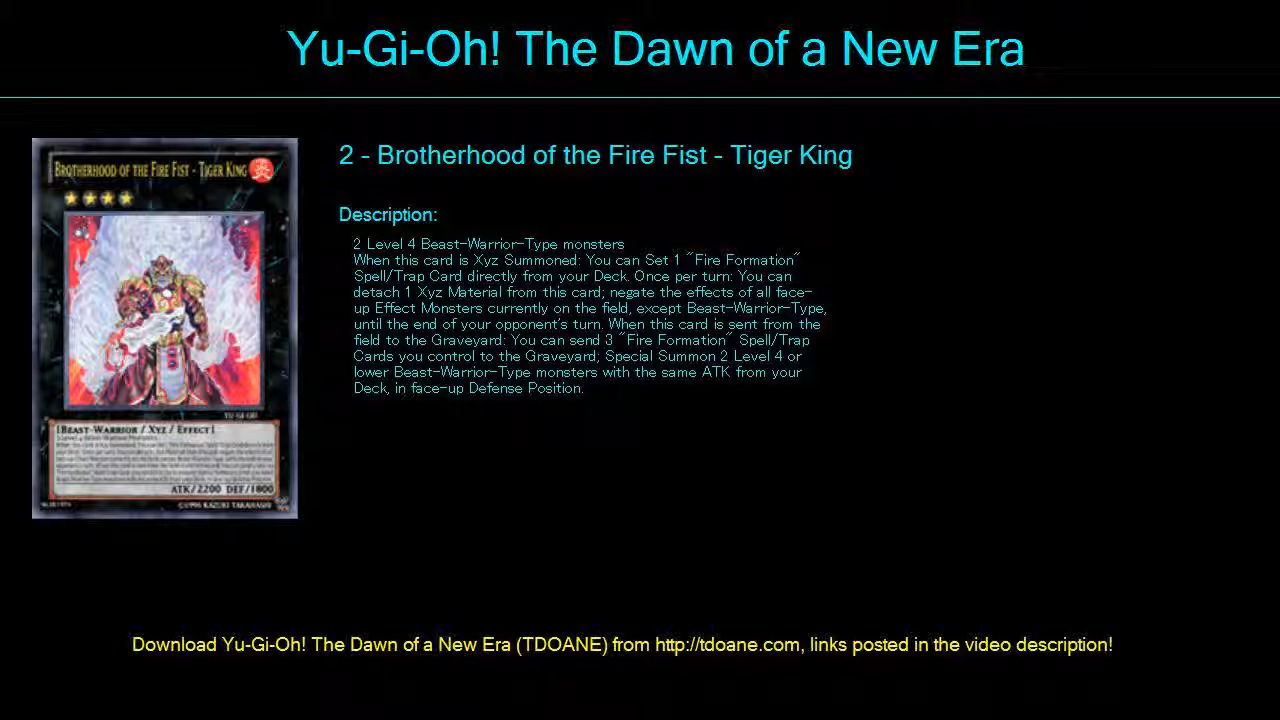 Yu-Gi-Oh! The Dawn of a New Era
BROTHERHOOD OF THE FIRE FIST - TIGER KING
炎
YU-GI-OH!
[BEAST-WARRIOR / XYZ / EFFECT]
ATK/2200 DEF/1800
©1996 KAZUKI TAKAHASHI
2 - Brotherhood of the Fire Fist - Tiger King
Description:
2 Level 4 Beast-Warrior-Type monsters
When this card is Xyz Summoned: You can Set 1 "Fire Formation"
Spell/Trap Card directly from your Deck. Once per turn: You can
detach 1 Xyz Material from this card; negate the effects of all face-
up Effect Monsters currently on the field, except Beast-Warrior-Type,
until the end of your opponent's turn. When this card is sent from the
field to the Graveyard: You can send 3 "Fire Formation" Spell/Trap
Cards you control to the Graveyard; Special Summon 2 Level 4 or
lower Beast-Warrior-Type monsters with the same ATK from your
Deck, in face-up Defense Position.
Download Yu-Gi-Oh! The Dawn of a New Era (TDOANE) from http://tdoane.com, links posted in the video description!